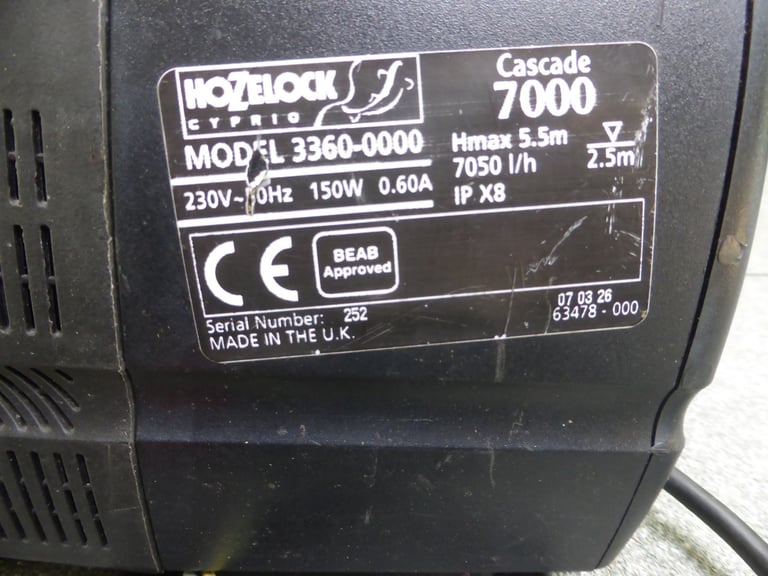 HOZELOCK
CYPRIO
Cascade
7000
MODEL 3360-0000
230V~50Hz 150W 0.60A
Hmax 5.5m
7050 l/h
IP X8
2.5m
CE
BEAB
Approved
Serial Number: 252
MADE IN THE U.K.
07 03 26
63478 - 000